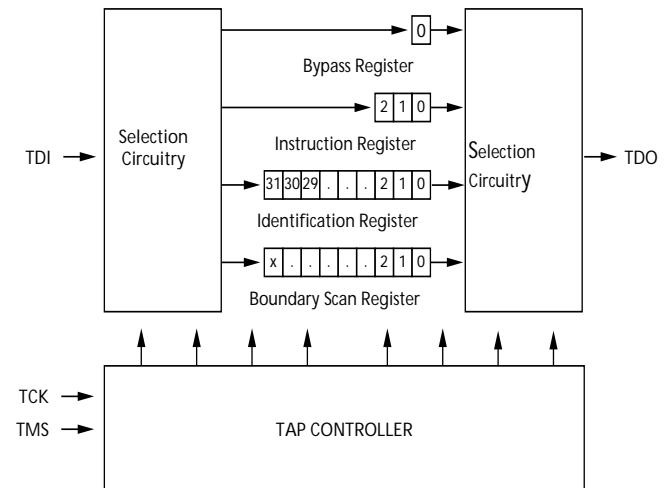 0
Bypass Register
2 1 0
Instruction Register
Selection
Circuitry
TDI
Selection
Circuitry
TDO
31 30 29 . . . 2 1 0
Identification Register
x . . . . . 2 1 0
Boundary Scan Register
TCK
TMS
TAP CONTROLLER